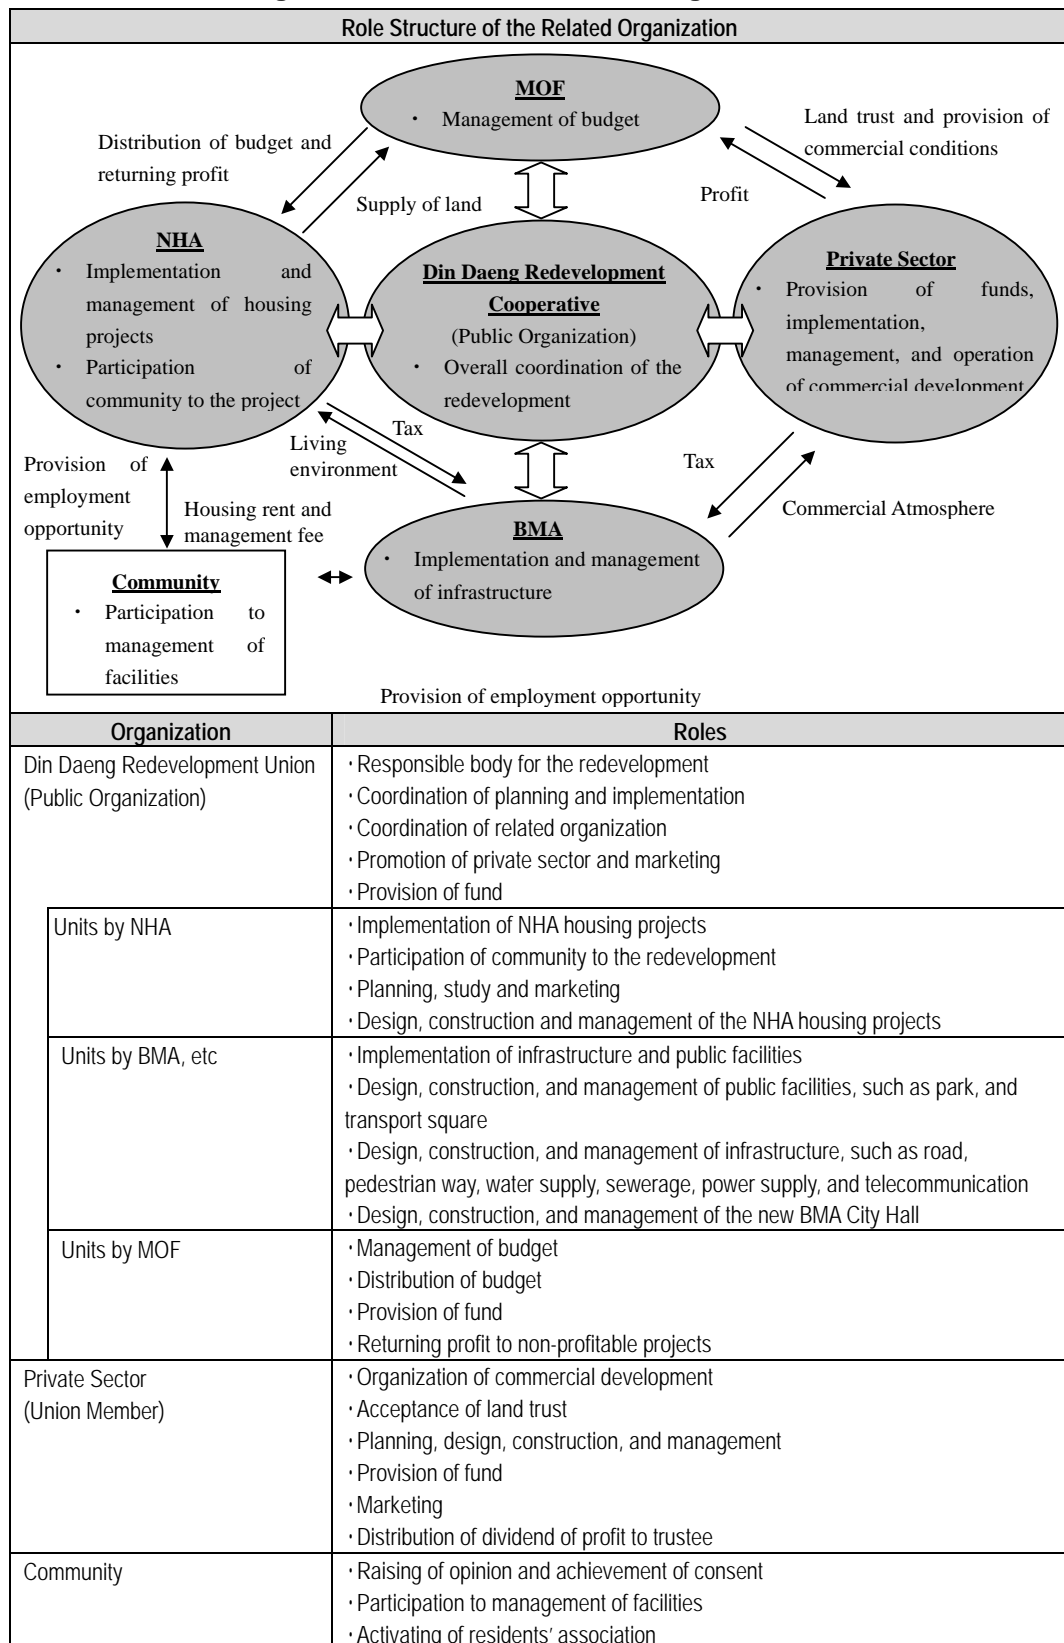 Role Structure of the Related Organization
MOF
・ Management of budget
Distribution of budget and
returning profit
Supply of land
Land trust and provision of
commercial conditions
Profit
NHA
・ Implementation and
management of housing
projects
・ Participation of
community to the project
Din Daeng Redevelopment
Cooperative
(Public Organization)
・ Overall coordination of the
redevelopment
Private Sector
・ Provision of funds,
implementation,
management, and operation
of commercial development
Tax
Living
environment
Tax
Commercial Atmosphere
Provision of
employment
opportunity
Housing rent and
management fee
BMA
・ Implementation and management
of infrastructure
Community
・ Participation to
management of
facilities
Provision of employment opportunity
Organization
Roles
Din Daeng Redevelopment Union
(Public Organization)
・Responsible body for the redevelopment
・Coordination of planning and implementation
・Coordination of related organization
・Promotion of private sector and marketing
・Provision of fund
Units by NHA
・Implementation of NHA housing projects
・Participation of community to the redevelopment
・Planning, study and marketing
・Design, construction and management of the NHA housing projects
Units by BMA, etc
・Implementation of infrastructure and public facilities
・Design, construction, and management of public facilities, such as park, and
transport square
・Design, construction, and management of infrastructure, such as road,
pedestrian way, water supply, sewerage, power supply, and telecommunication
・Design, construction, and management of the new BMA City Hall
Units by MOF
・Management of budget
・Distribution of budget
・Provision of fund
・Returning profit to non-profitable projects
Private Sector
(Union Member)
・Organization of commercial development
・Acceptance of land trust
・Planning, design, construction, and management
・Provision of fund
・Marketing
・Distribution of dividend of profit to trustee
Community
・Raising of opinion and achievement of consent
・Participation to management of facilities
・Activating of residents' association